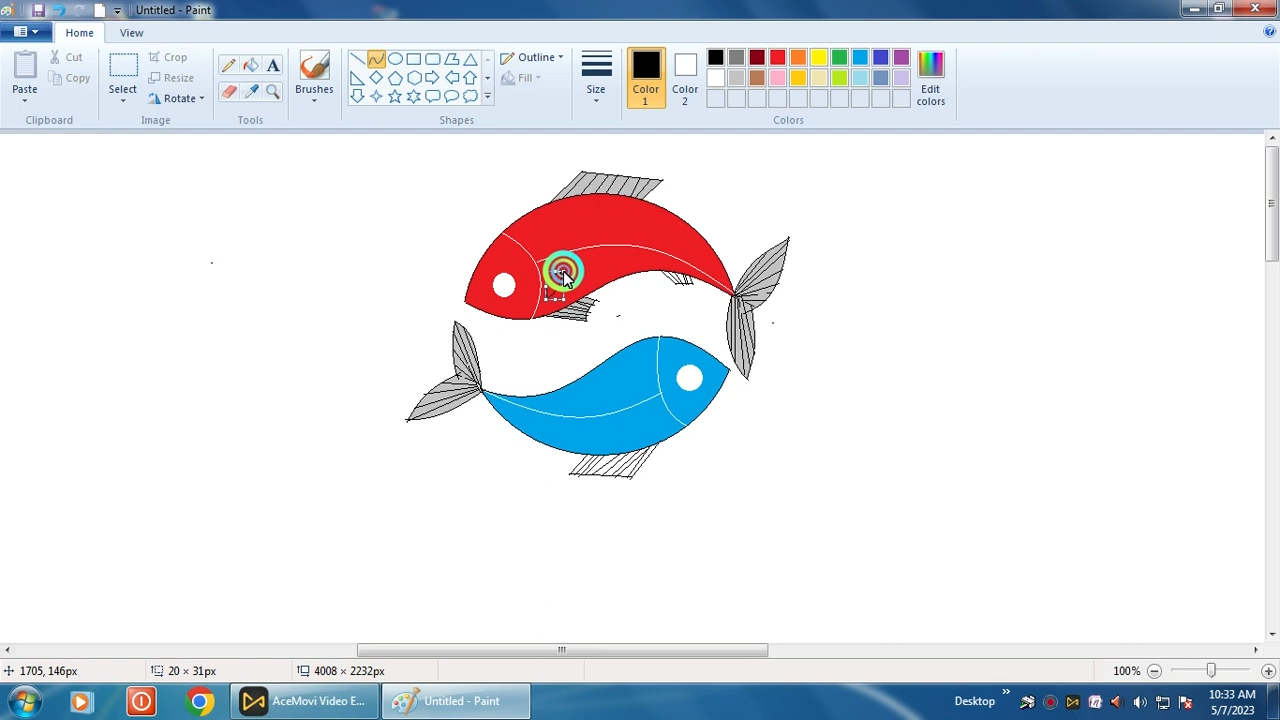 Untitled - Paint
Home View
Paste
Cut
Copy
Clipboard
Select
Crop
Resize
Rotate
Image
A
Tools
Brushes
Outline
Fill
Shapes
Size
Color 1
Color 2
Edit colors
Colors
1705, 146px
20 × 31px
4008 × 2232px
100%
AceMovi Video E...
Untitled - Paint
Desktop
10:33 AM
5/7/2023